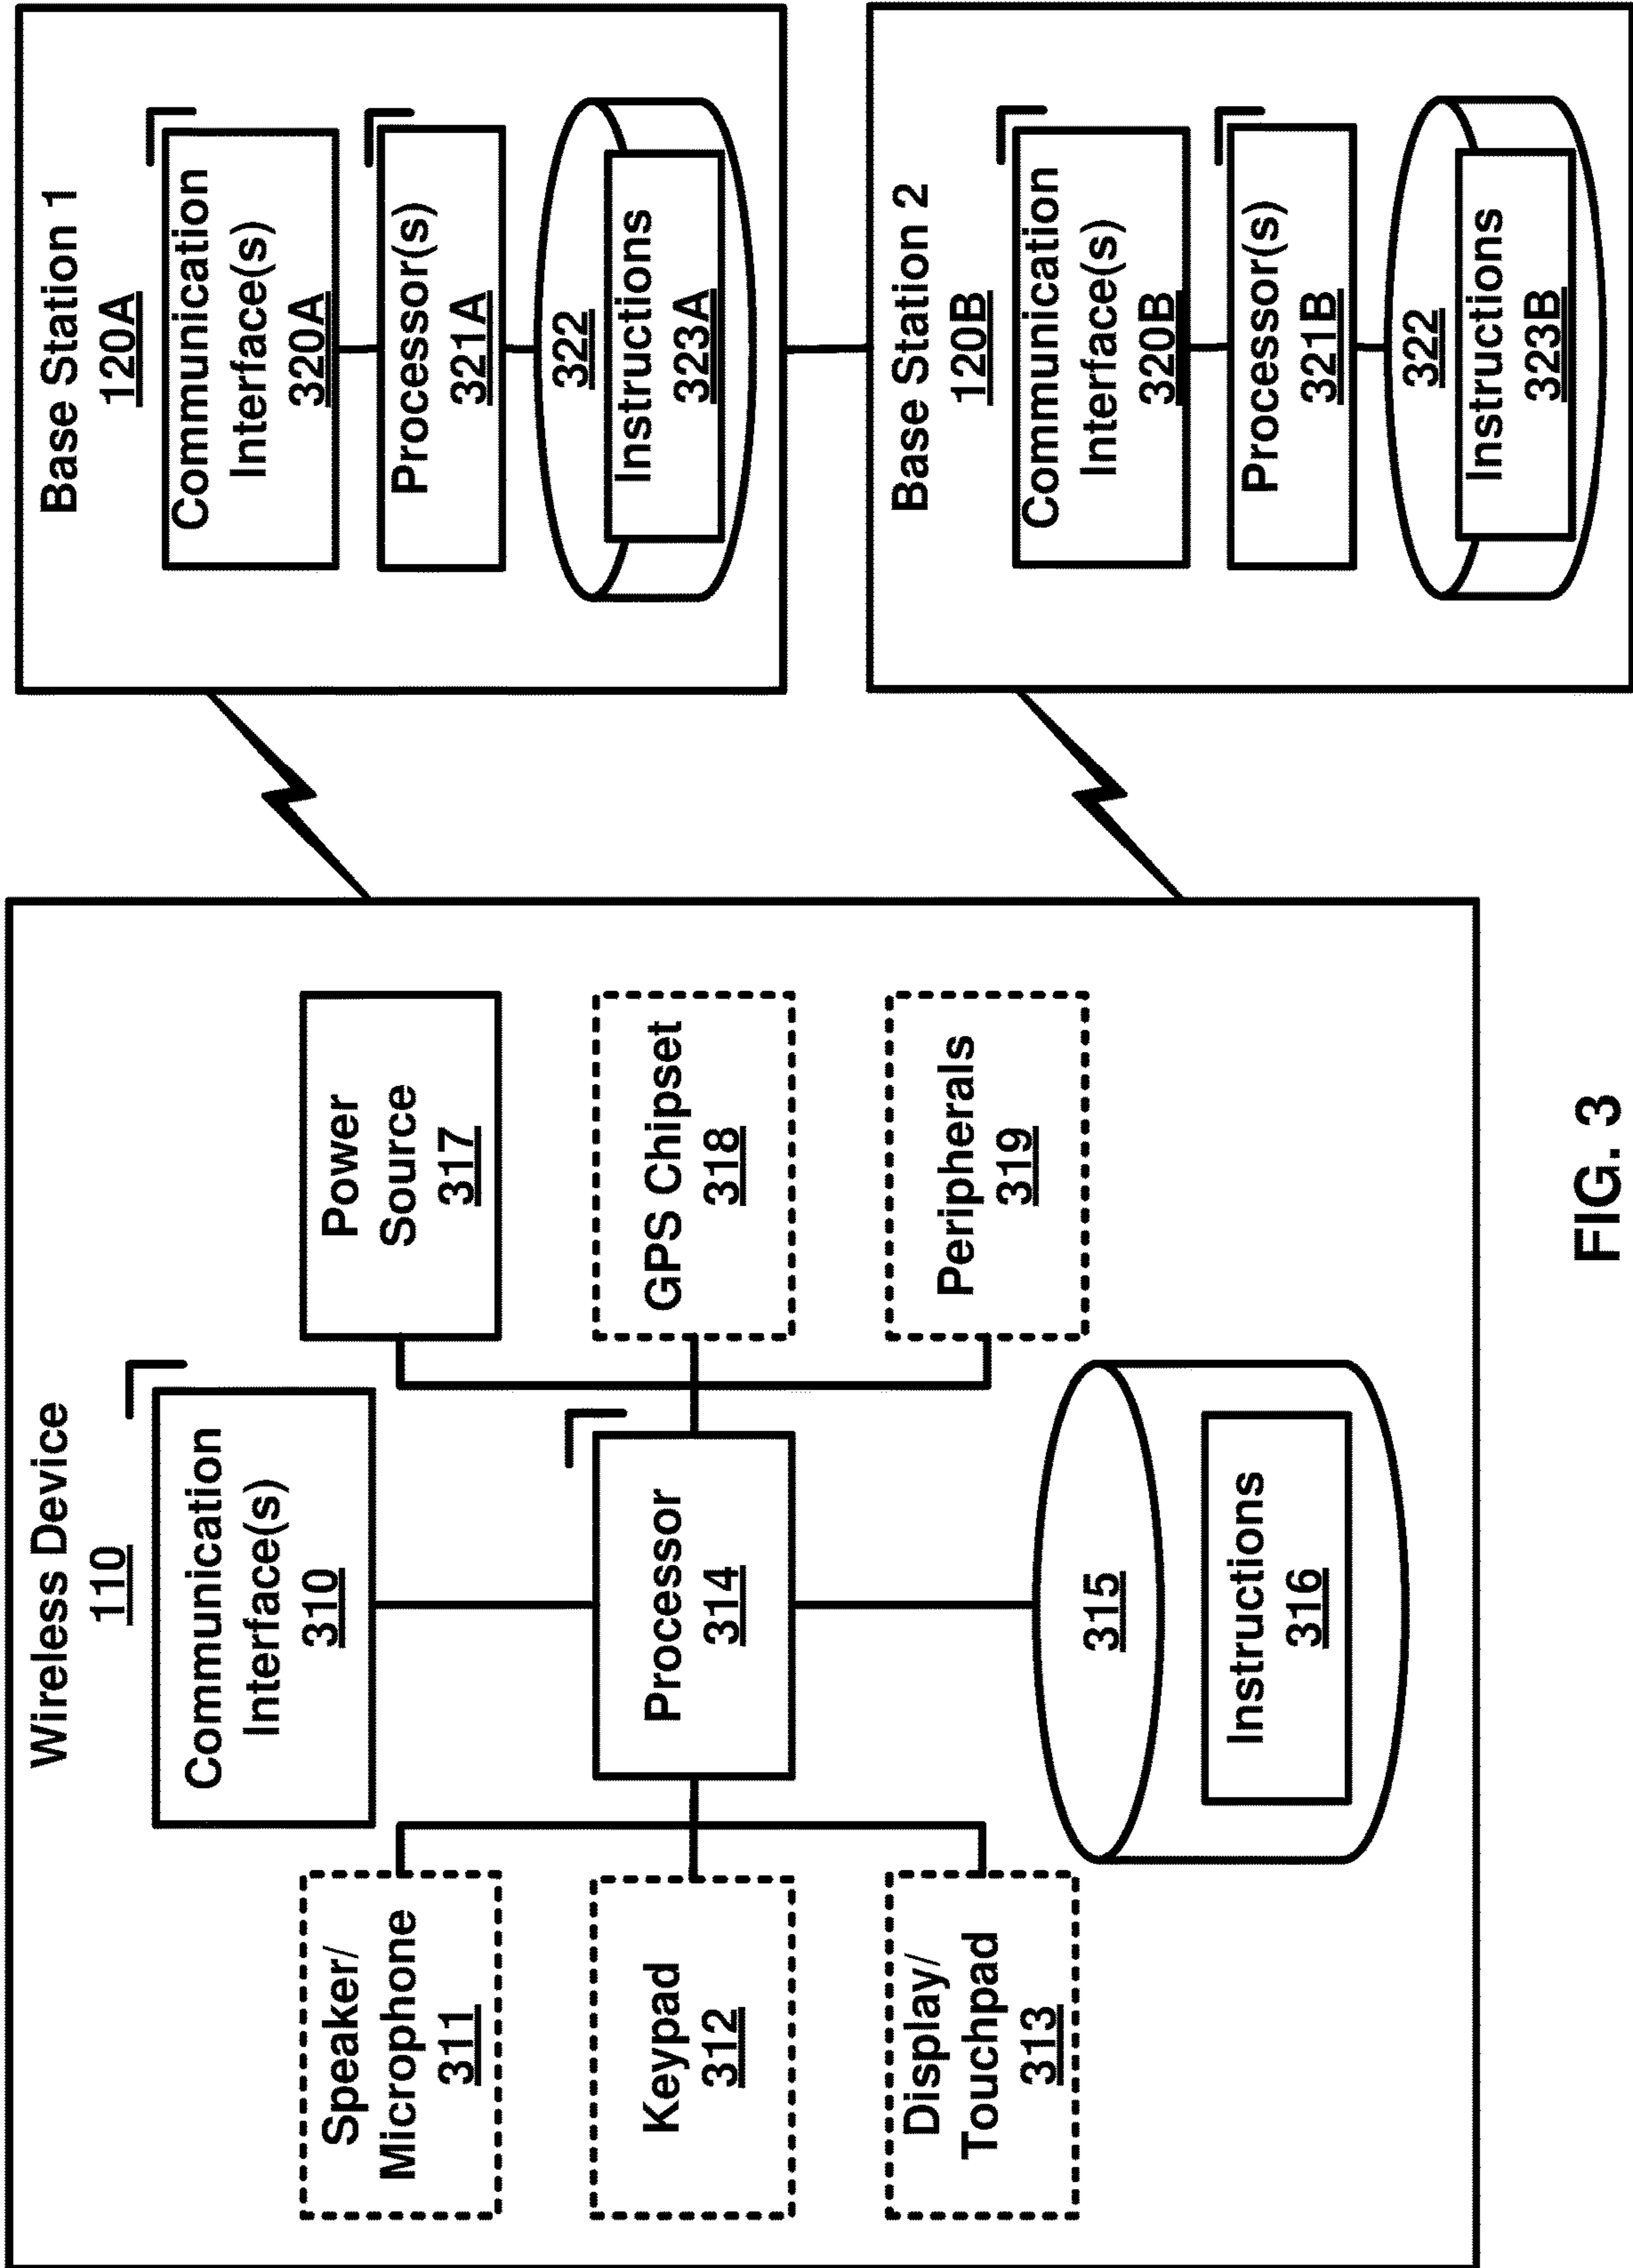 Wireless Device
110
Communication
Interface(s)
310
Speaker/
Microphone
311
Keypad
312
Display/
Touchpad
313
Processor
314
Power
Source
317
GPS Chipset
318
Peripherals
319
315
Instructions
316
Base Station 1
120A
Communication
Interface(s)
320A
Processor(s)
321A
322
Instructions
323A
Base Station 2
120B
Communication
Interface(s)
320B
Processor(s)
321B
322
Instructions
323B
FIG. 3